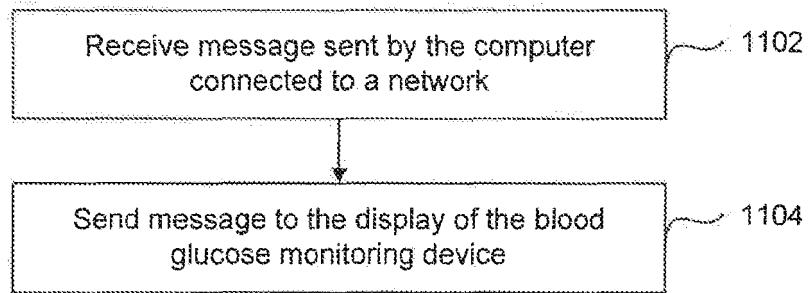 Receive message sent by the computer
connected to a network
1102
Send message to the display of the blood
glucose monitoring device
1104